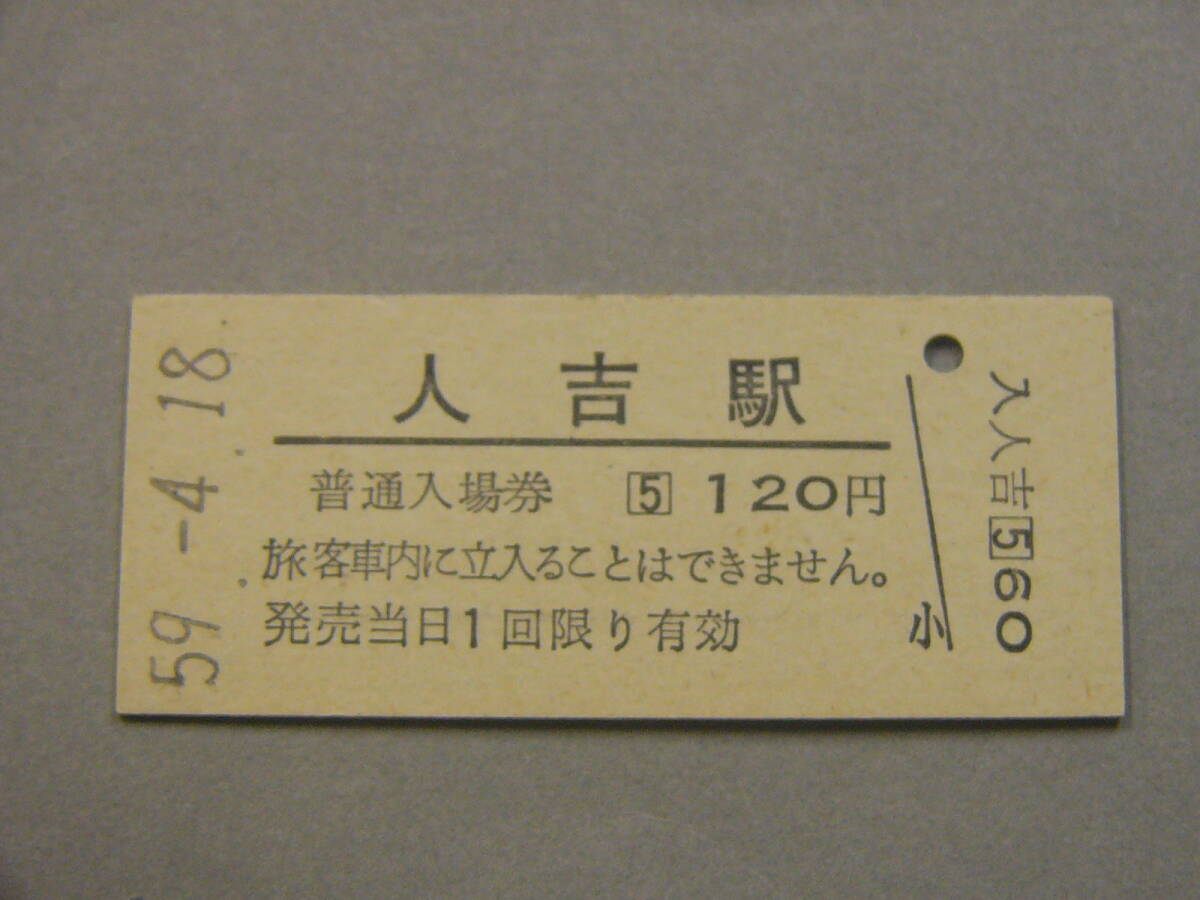 59.-4.18
人吉駅
普通入場券 5 120円
旅客車内に立入ることはできません。
発売当日1回限り有効
小
入人吉 5 60